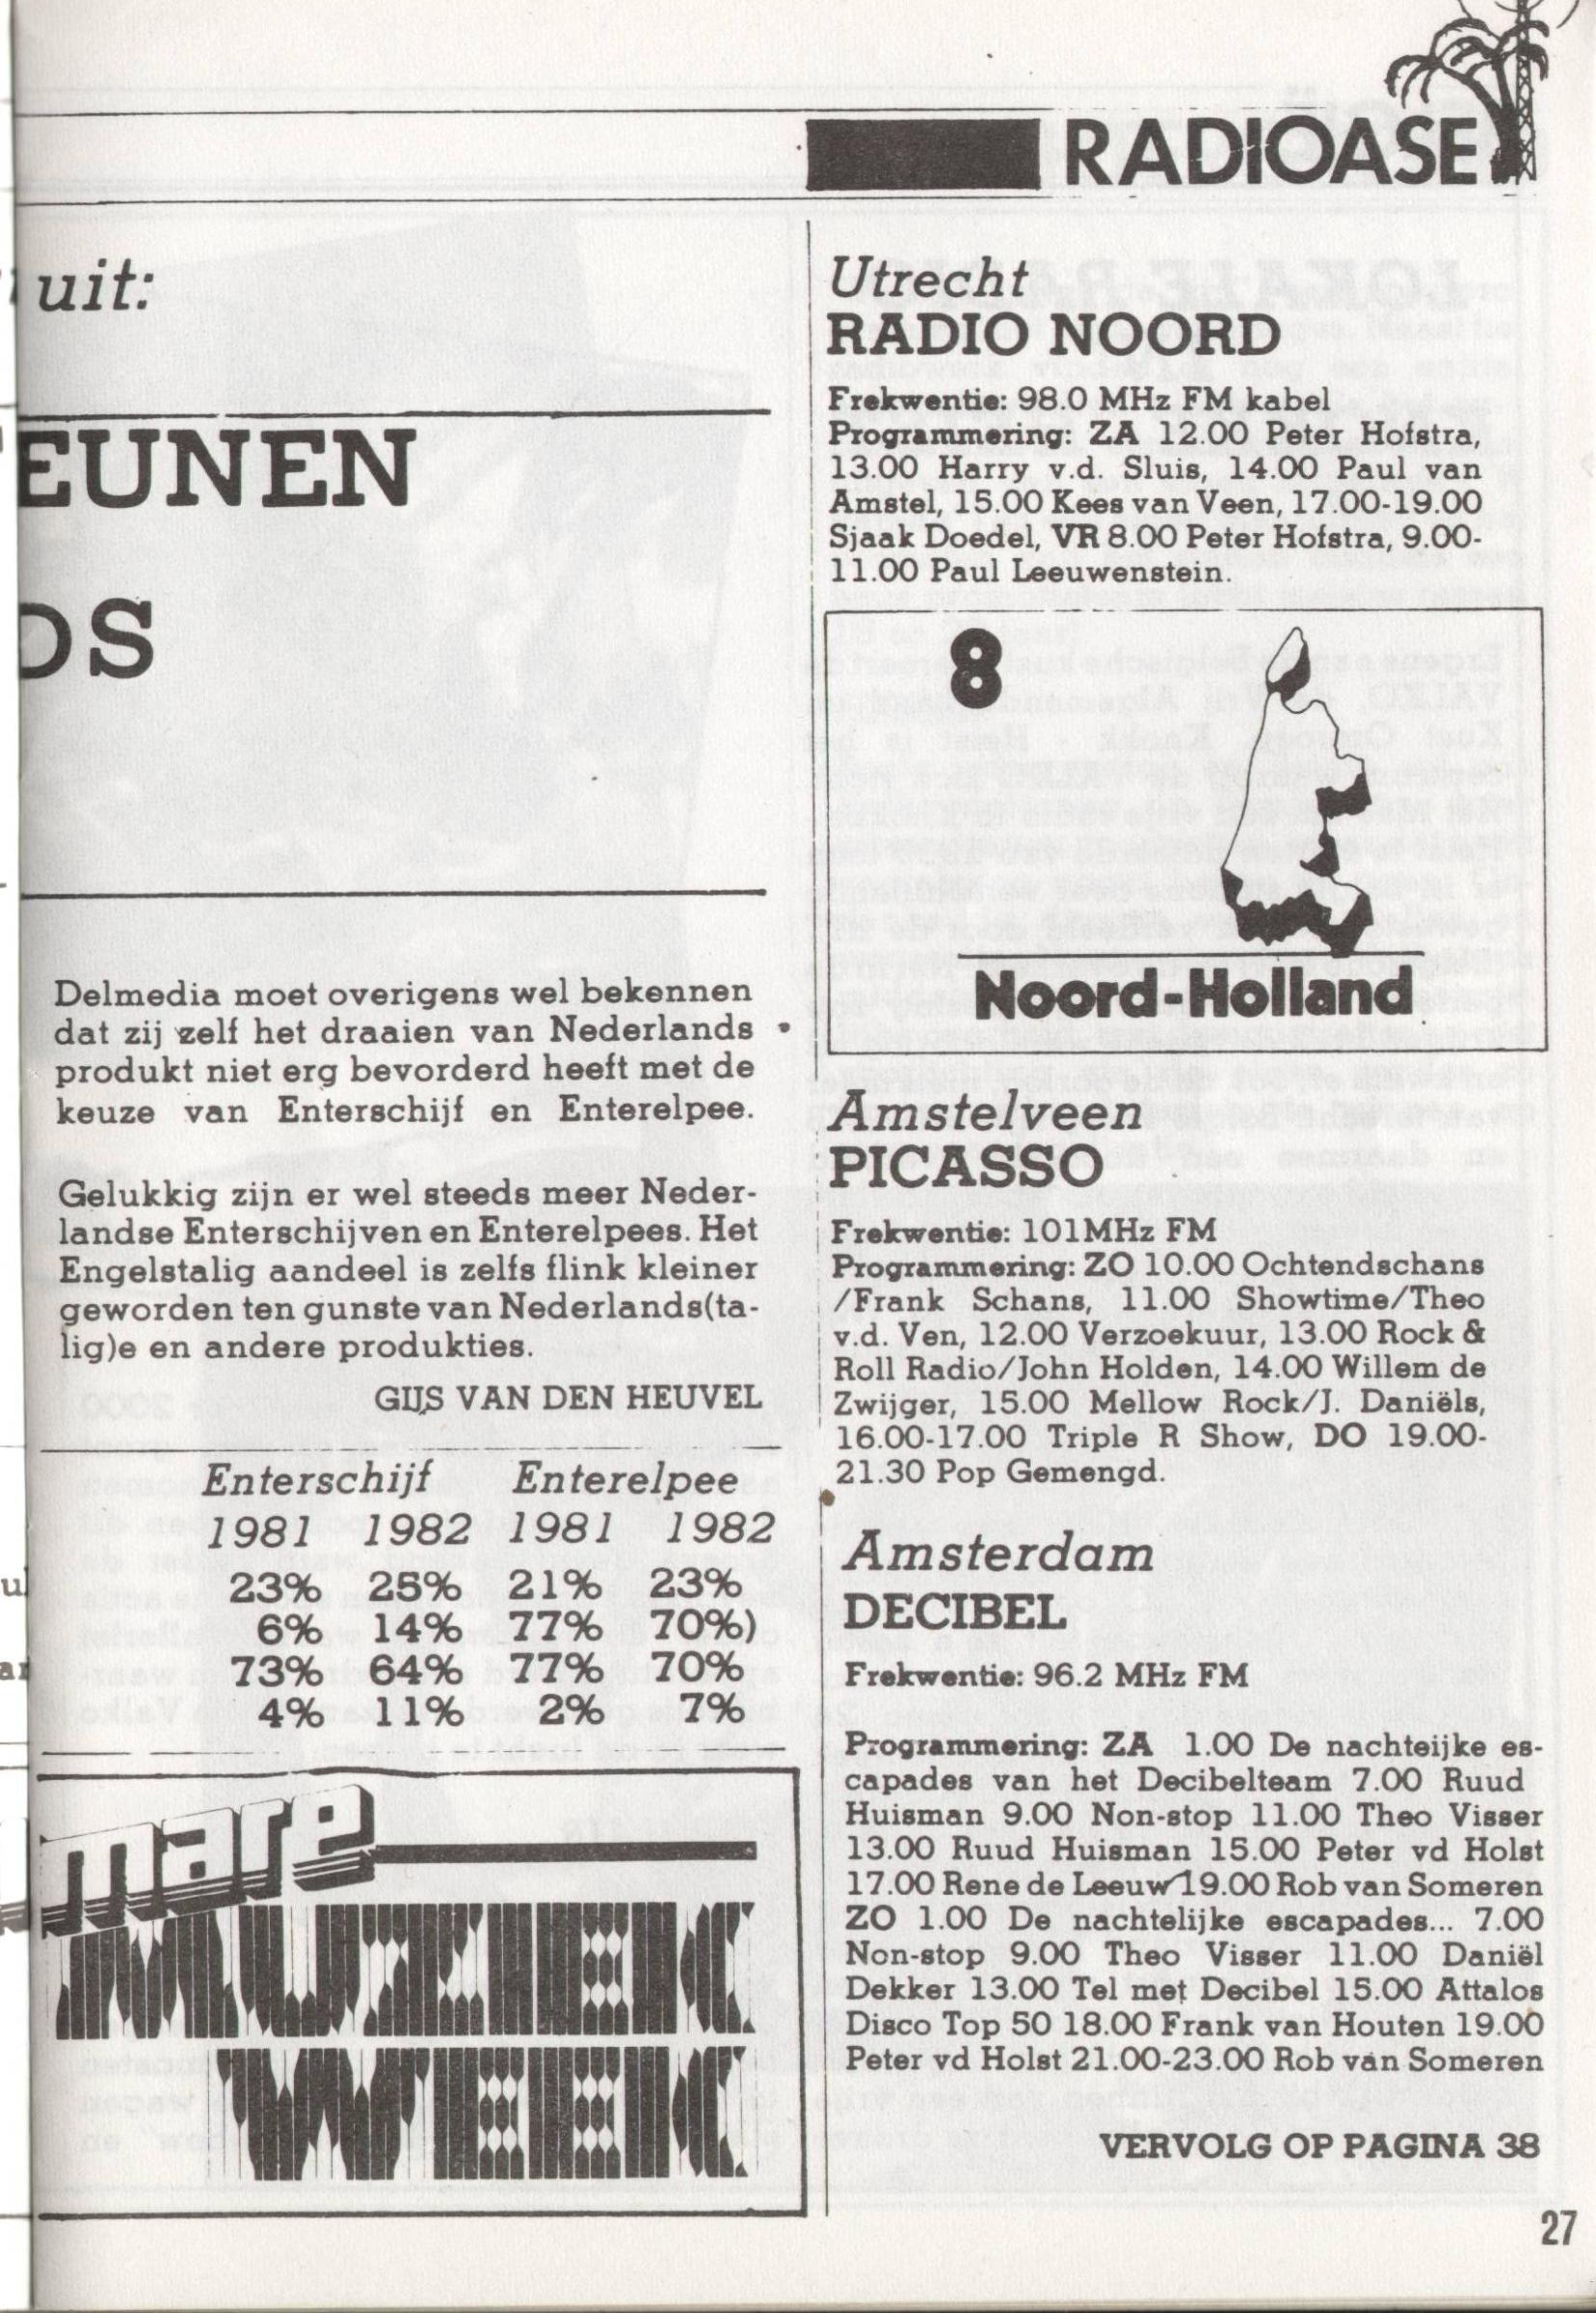 RADIOASE
uit:
EUNEN
OS
Delmedia moet overigens wel bekennen
dat zij zelf het draaien van Nederlands
produkt niet erg bevorderd heeft met de
keuze van Enterschijf en Enterelpee.
Gelukkig zijn er wel steeds meer Neder-
landse Enterschijven en Enterelpees. Het
Engelstalig aandeel is zelfs flink kleiner
geworden ten gunste van Nederlands(ta-
lig)e en andere produkties.
GIJS VAN DEN HEUVEL
Enterschijf Enterelpee
1981 1982 1981 1982
23% 25% 21% 23%
6% 14% 77% 70%)
73% 64% 77% 70%
4% 11% 2% 7%
mare
MUZIEK
WEEK
Utrecht
RADIO NOORD
Frekwentie: 98.0 MHz FM kabel
Programmering: ZA 12.00 Peter Hofstra,
13.00 Harry v.d. Sluis, 14.00 Paul van
Amstel, 15.00 Kees van Veen, 17.00-19.00
Sjaak Doedel, VR 8.00 Peter Hofstra, 9.00-
11.00 Paul Leeuwenstein.
8
Noord-Holland
Amstelveen
PICASSO
Frekwentie: 101MHz FM
Programmering: ZO 10.00 Ochtendschans
/Frank Schans, 11.00 Showtime/Theo
v.d. Ven, 12.00 Verzoekuur, 13.00 Rock &
Roll Radio/John Holden, 14.00 Willem de
Zwijger, 15.00 Mellow Rock/J. Daniëls,
16.00-17.00 Triple R Show, DO 19.00-
21.30 Pop Gemengd.
Amsterdam
DECIBEL
Frekwentie: 96.2 MHz FM
Programmering: ZA 1.00 De nachteijke es-
capades van het Decibelteam 7.00 Ruud
Huisman 9.00 Non-stop 11.00 Theo Visser
13.00 Ruud Huisman 15.00 Peter vd Holst
17.00 Rene de Leeuw 19.00 Rob van Someren
ZO 1.00 De nachtelijke escapades... 7.00
Non-stop 9.00 Theo Visser 11.00 Daniël
Dekker 13.00 Tel met Decibel 15.00 Attalos
Disco Top 50 18.00 Frank van Houten 19.00
Peter vd Holst 21.00-23.00 Rob van Someren
VERVOLG OP PAGINA 38
27